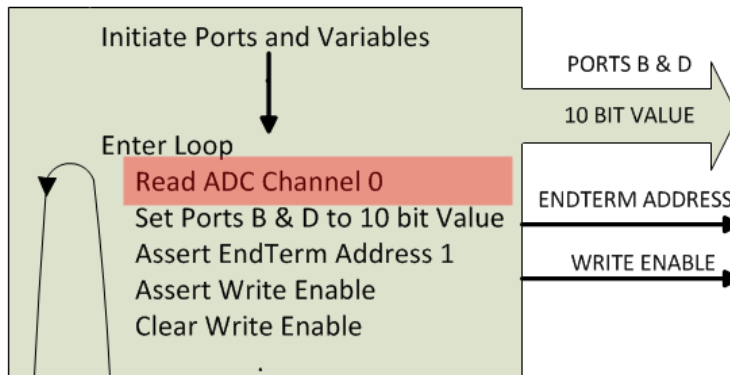 Initiate Ports and Variables
Enter Loop
Read ADC Channel 0
Set Ports B & D to 10 bit Value
Assert EndTerm Address 1
Assert Write Enable
Clear Write Enable
.
PORTS B & D
10 BIT VALUE
ENDTERM ADDRESS
WRITE ENABLE